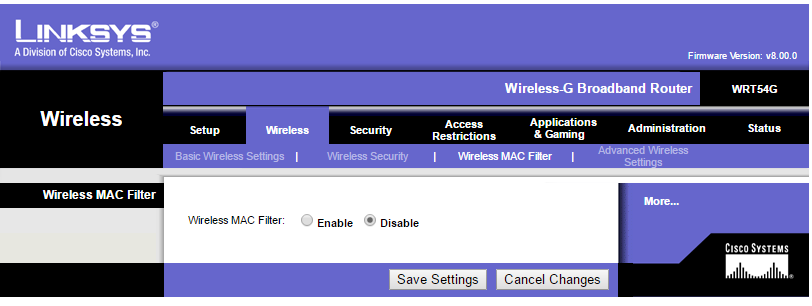 LINKSYS®
A Division of Cisco Systems, Inc.
Firmware Version: v8.00.0
Wireless-G Broadband Router WRT54G
Wireless
Setup Wireless Security Access Restrictions Applications & Gaming Administration Status
Basic Wireless Settings | Wireless Security | Wireless MAC Filter | Advanced Wireless Settings
Wireless MAC Filter
Wireless MAC Filter: Enable Disable
More...
Save Settings Cancel Changes
CISCO SYSTEMS